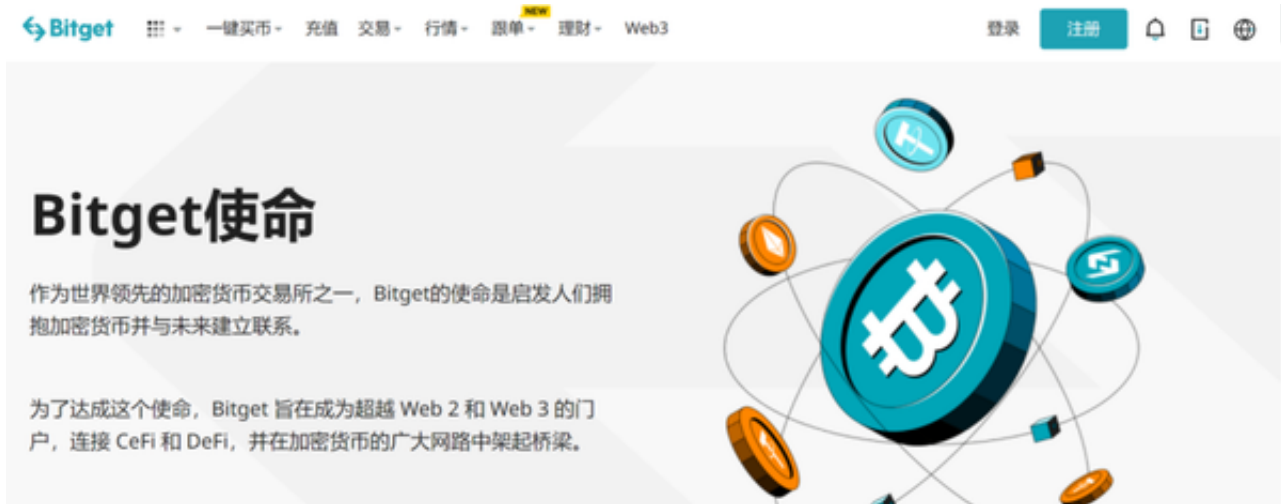 Bitget 一键买币 充值 交易 行情 跟单 NEW 理财 Web3 登录 注册
Bitget使命
作为世界领先的加密货币交易所之一，Bitget的使命是启发人们拥
抱加密货币并与未来建立联系。
为了达成这个使命，Bitget 旨在成为超越 Web 2 和 Web 3 的门
户，连接 CeFi 和 DeFi，并在加密货币的广大网路中架起桥梁。